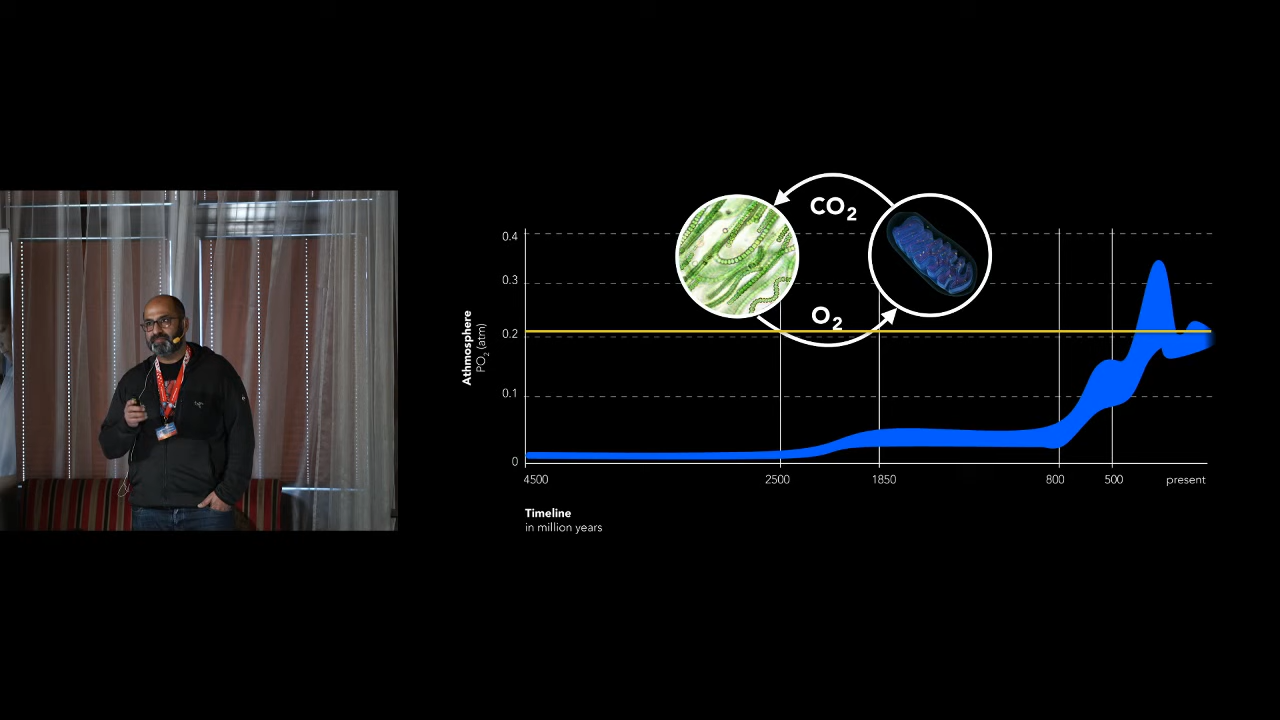 CO₂
O₂
0.4
0.3
0.2
0.1
0
Athmosphere
PO₂ (atm)
4500
2500
1850
800
500
present
Timeline
in million years